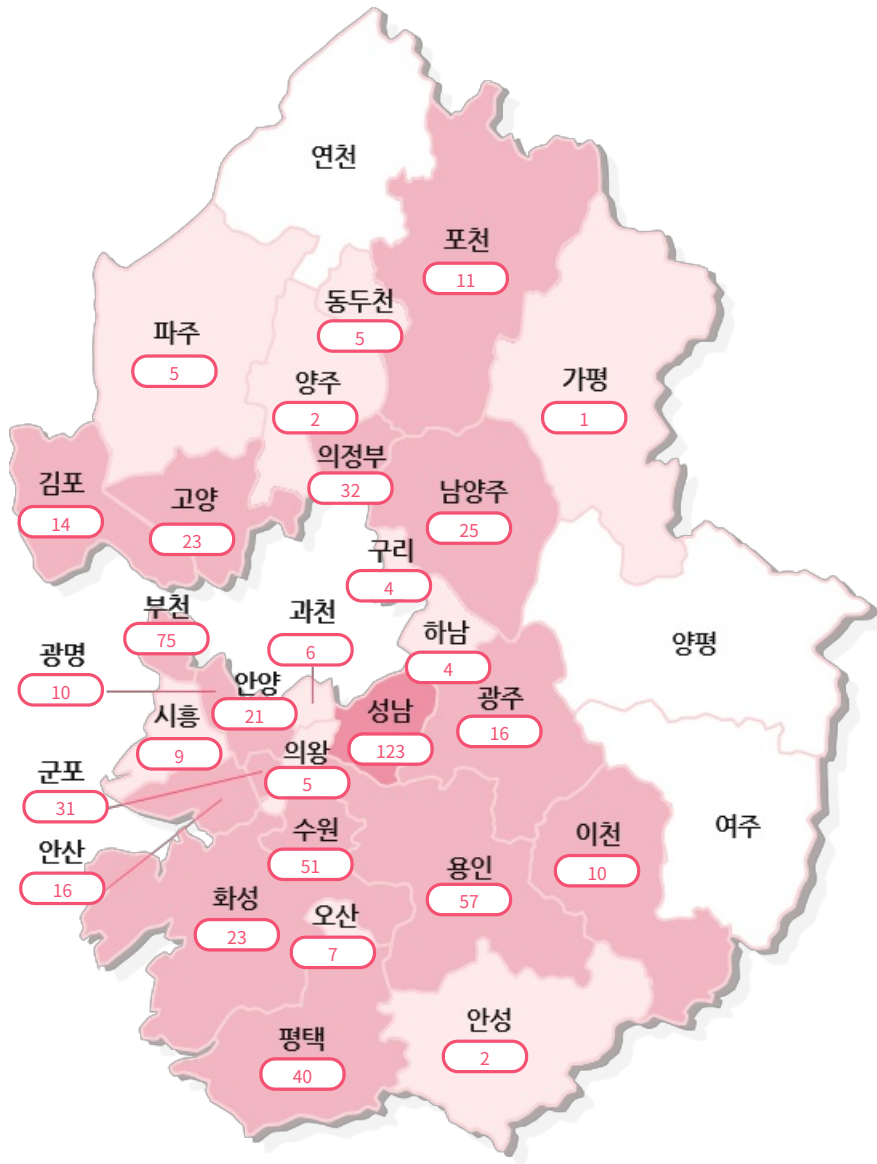 연천
포천
11
동두천
5
파주
5
양주
2
가평
1
의정부
32
김포
14
고양
23
남양주
25
구리
4
부천
75
과천
6
하남
4
양평
광명
10
안양
21
시흥
9
성남
123
광주
16
의왕
5
군포
31
수원
51
이천
10
여주
안산
16
용인
57
화성
23
오산
7
안성
2
평택
40